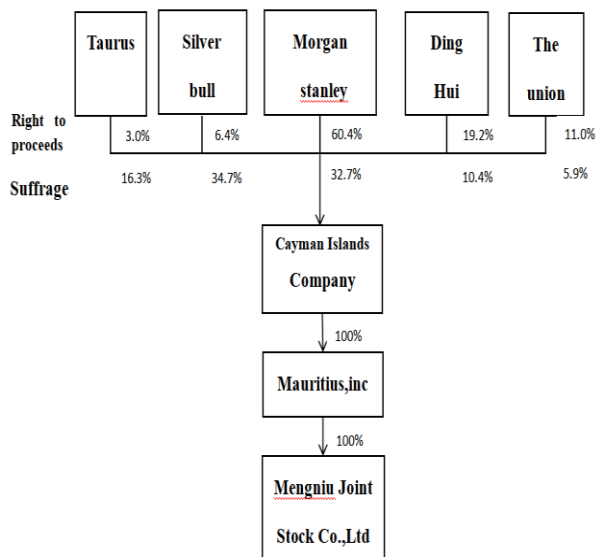 Taurus
Silver
bull
Morgan
stanley
Ding
Hui
The
union
Right to
proceeds
3.0%
6.4%
60.4%
19.2%
11.0%
Suffrage
16.3%
34.7%
32.7%
10.4%
5.9%
Cayman Islands
Company
100%
Mauritius,inc
100%
Mengniu Joint
Stock Co.,Ltd